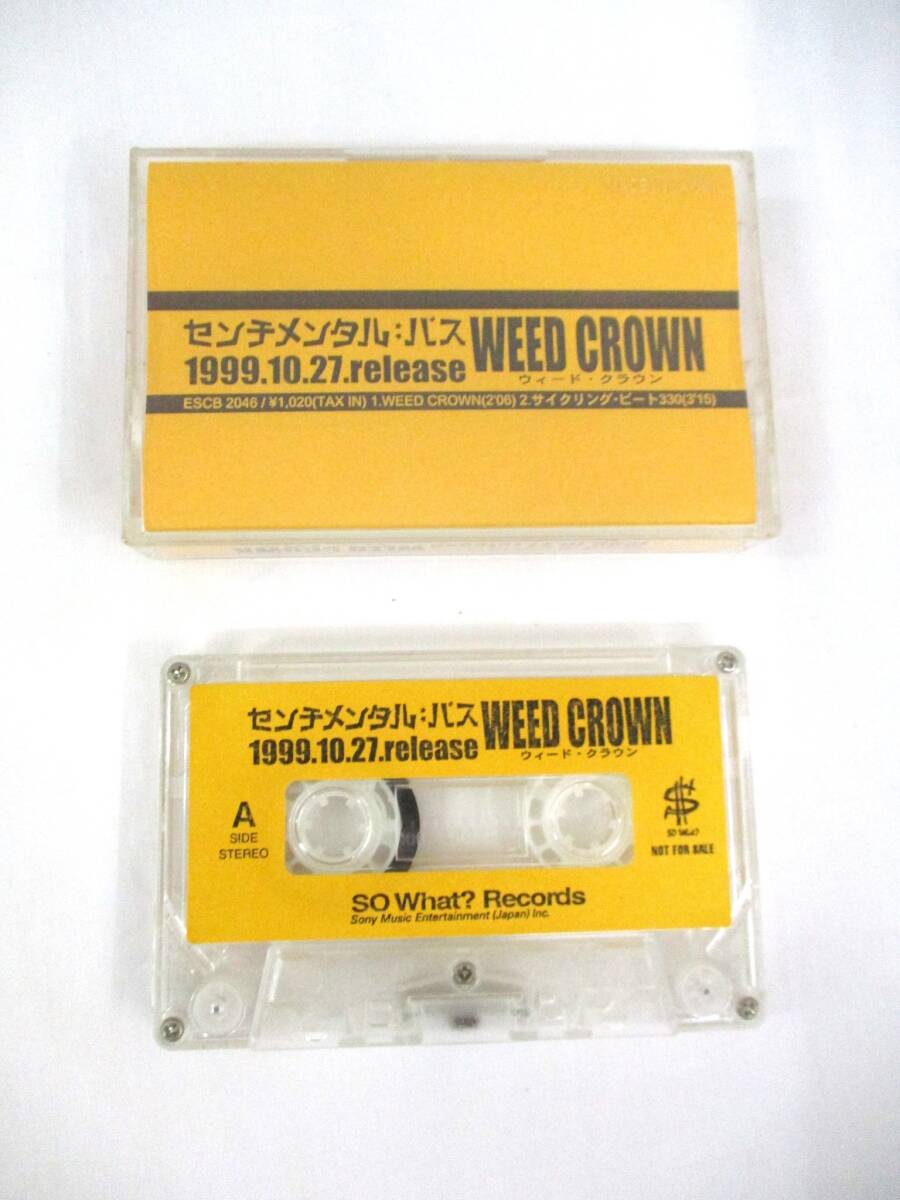 センチメンタル:バス WEED CROWN
1999.10.27.release ウィード・クラウン
ESCB 2046 / ¥1,020(TAX IN) 1.WEED CROWN(2'06) 2.サイクリング・ビート330(3'15)
センチメンタル:バス WEED CROWN
1999.10.27.release ウィード・クラウン
A
SIDE
STEREO
$
SO What?
NOT FOR SALE
SO What? Records
Sony Music Entertainment (Japan) Inc.